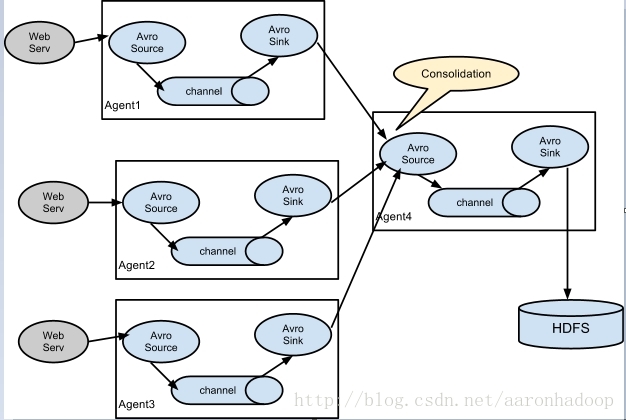 Web
Serv
Avro
Source
Avro
Sink
channel
Agent1
Consolidation
Web
Serv
Avro
Source
Avro
Sink
channel
Agent2
Avro
Source
Avro
Sink
channel
Agent4
Web
Serv
Avro
Source
Avro
Sink
channel
Agent3
HDFS
http://blog.csdn.net/aaronhadoop